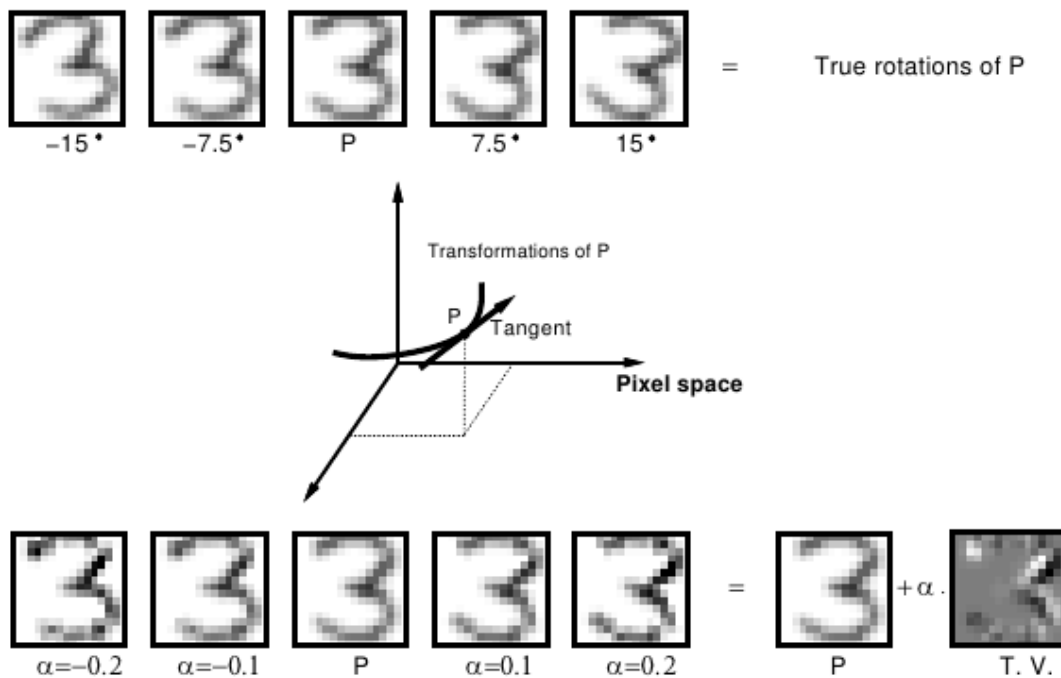 = True rotations of P
−15° −7.5° P 7.5° 15°
Transformations of P
P
Tangent
Pixel space
= + α .
α=−0.2 α=−0.1 P α=0.1 α=0.2 P T. V.